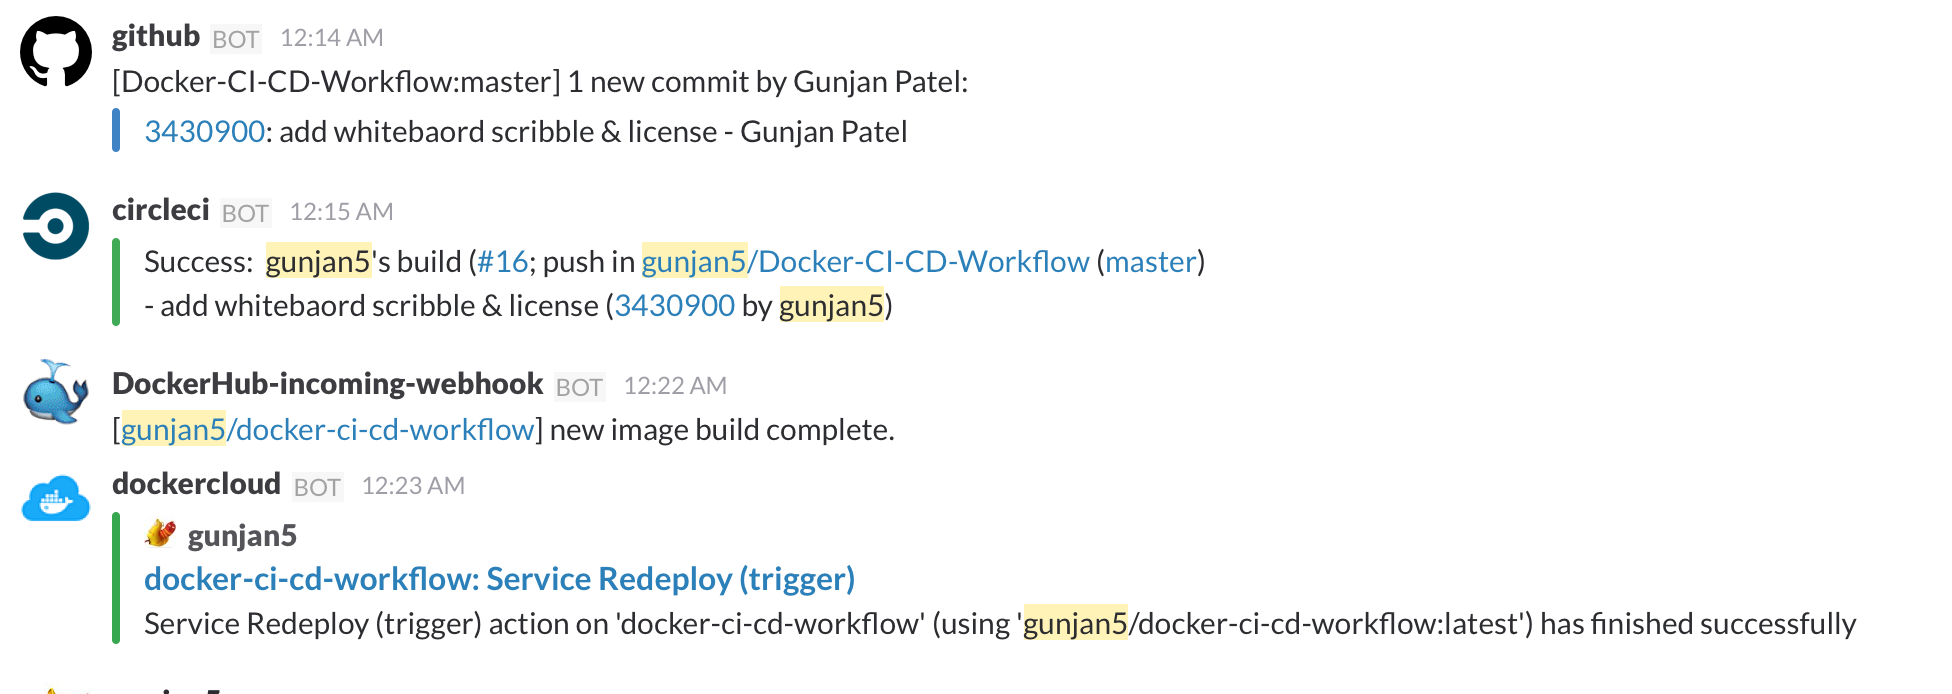 github BOT 12:14 AM
[Docker-CI-CD-Workflow:master] 1 new commit by Gunjan Patel:
3430900: add whitebaord scribble & license - Gunjan Patel
circleci BOT 12:15 AM
Success: gunjan5's build (#16; push in gunjan5/Docker-CI-CD-Workflow (master)
- add whitebaord scribble & license (3430900 by gunjan5)
DockerHub-incoming-webhook BOT 12:22 AM
[gunjan5/docker-ci-cd-workflow] new image build complete.
dockercloud BOT 12:23 AM
gunjan5
docker-ci-cd-workflow: Service Redeploy (trigger)
Service Redeploy (trigger) action on 'docker-ci-cd-workflow' (using 'gunjan5/docker-ci-cd-workflow:latest') has finished successfully